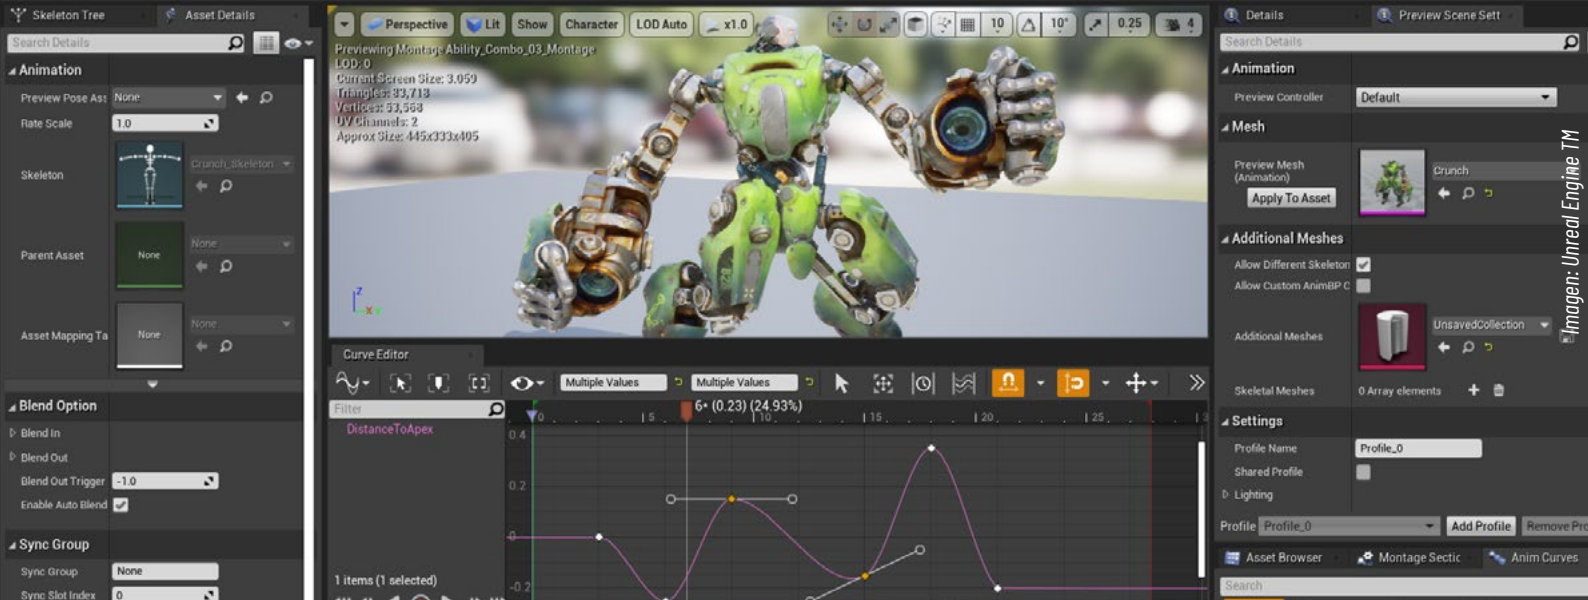 Skeleton Tree
Asset Details
Search Details
Animation
Preview Pose As:
None
Rate Scale
1.0
Skeleton
Crunch_Skeleton
Parent Asset
None
None
Asset Mapping Ta
None
None
Blend Option
Blend In
Blend Out
Blend Out Trigger
-1.0
Enable Auto Blend
Sync Group
Sync Group
None
Sync Slot Index
0
Perspective
Lit
Show
Character
LOD Auto
x1.0
10
10°
0.25
4
Previewing Montage Ability_Combo_03_Montage
LOD: 0
Current Screen Size: 3.059
Triangles: 83,718
Vertices: 53,568
UV Channels: 2
Approx Size: 445x333x405
Z
X
Y
Curve Editor
Multiple Values
Multiple Values
Filter
DistanceToApex
6* (0.23) (24.93%)
0
5
10
15
20
25
0.4
0.2
0
-0.2
1 items (1 selected)
Details
Preview Scene Sett
Search Details
Animation
Preview Controller
Default
Mesh
Preview Mesh
(Animation)
Apply To Asset
Crunch
Additional Meshes
Allow Different Skeleton
Allow Custom AnimBP C
Additional Meshes
UnsavedCollection
Skeletal Meshes
0 Array elements
Settings
Profile Name
Profile_0
Shared Profile
Lighting
Profile
Profile_0
Add Profile
Remove Pro
Asset Browser
Montage Sectic
Anim Curves
Search
Imagen: Unreal Engine TM